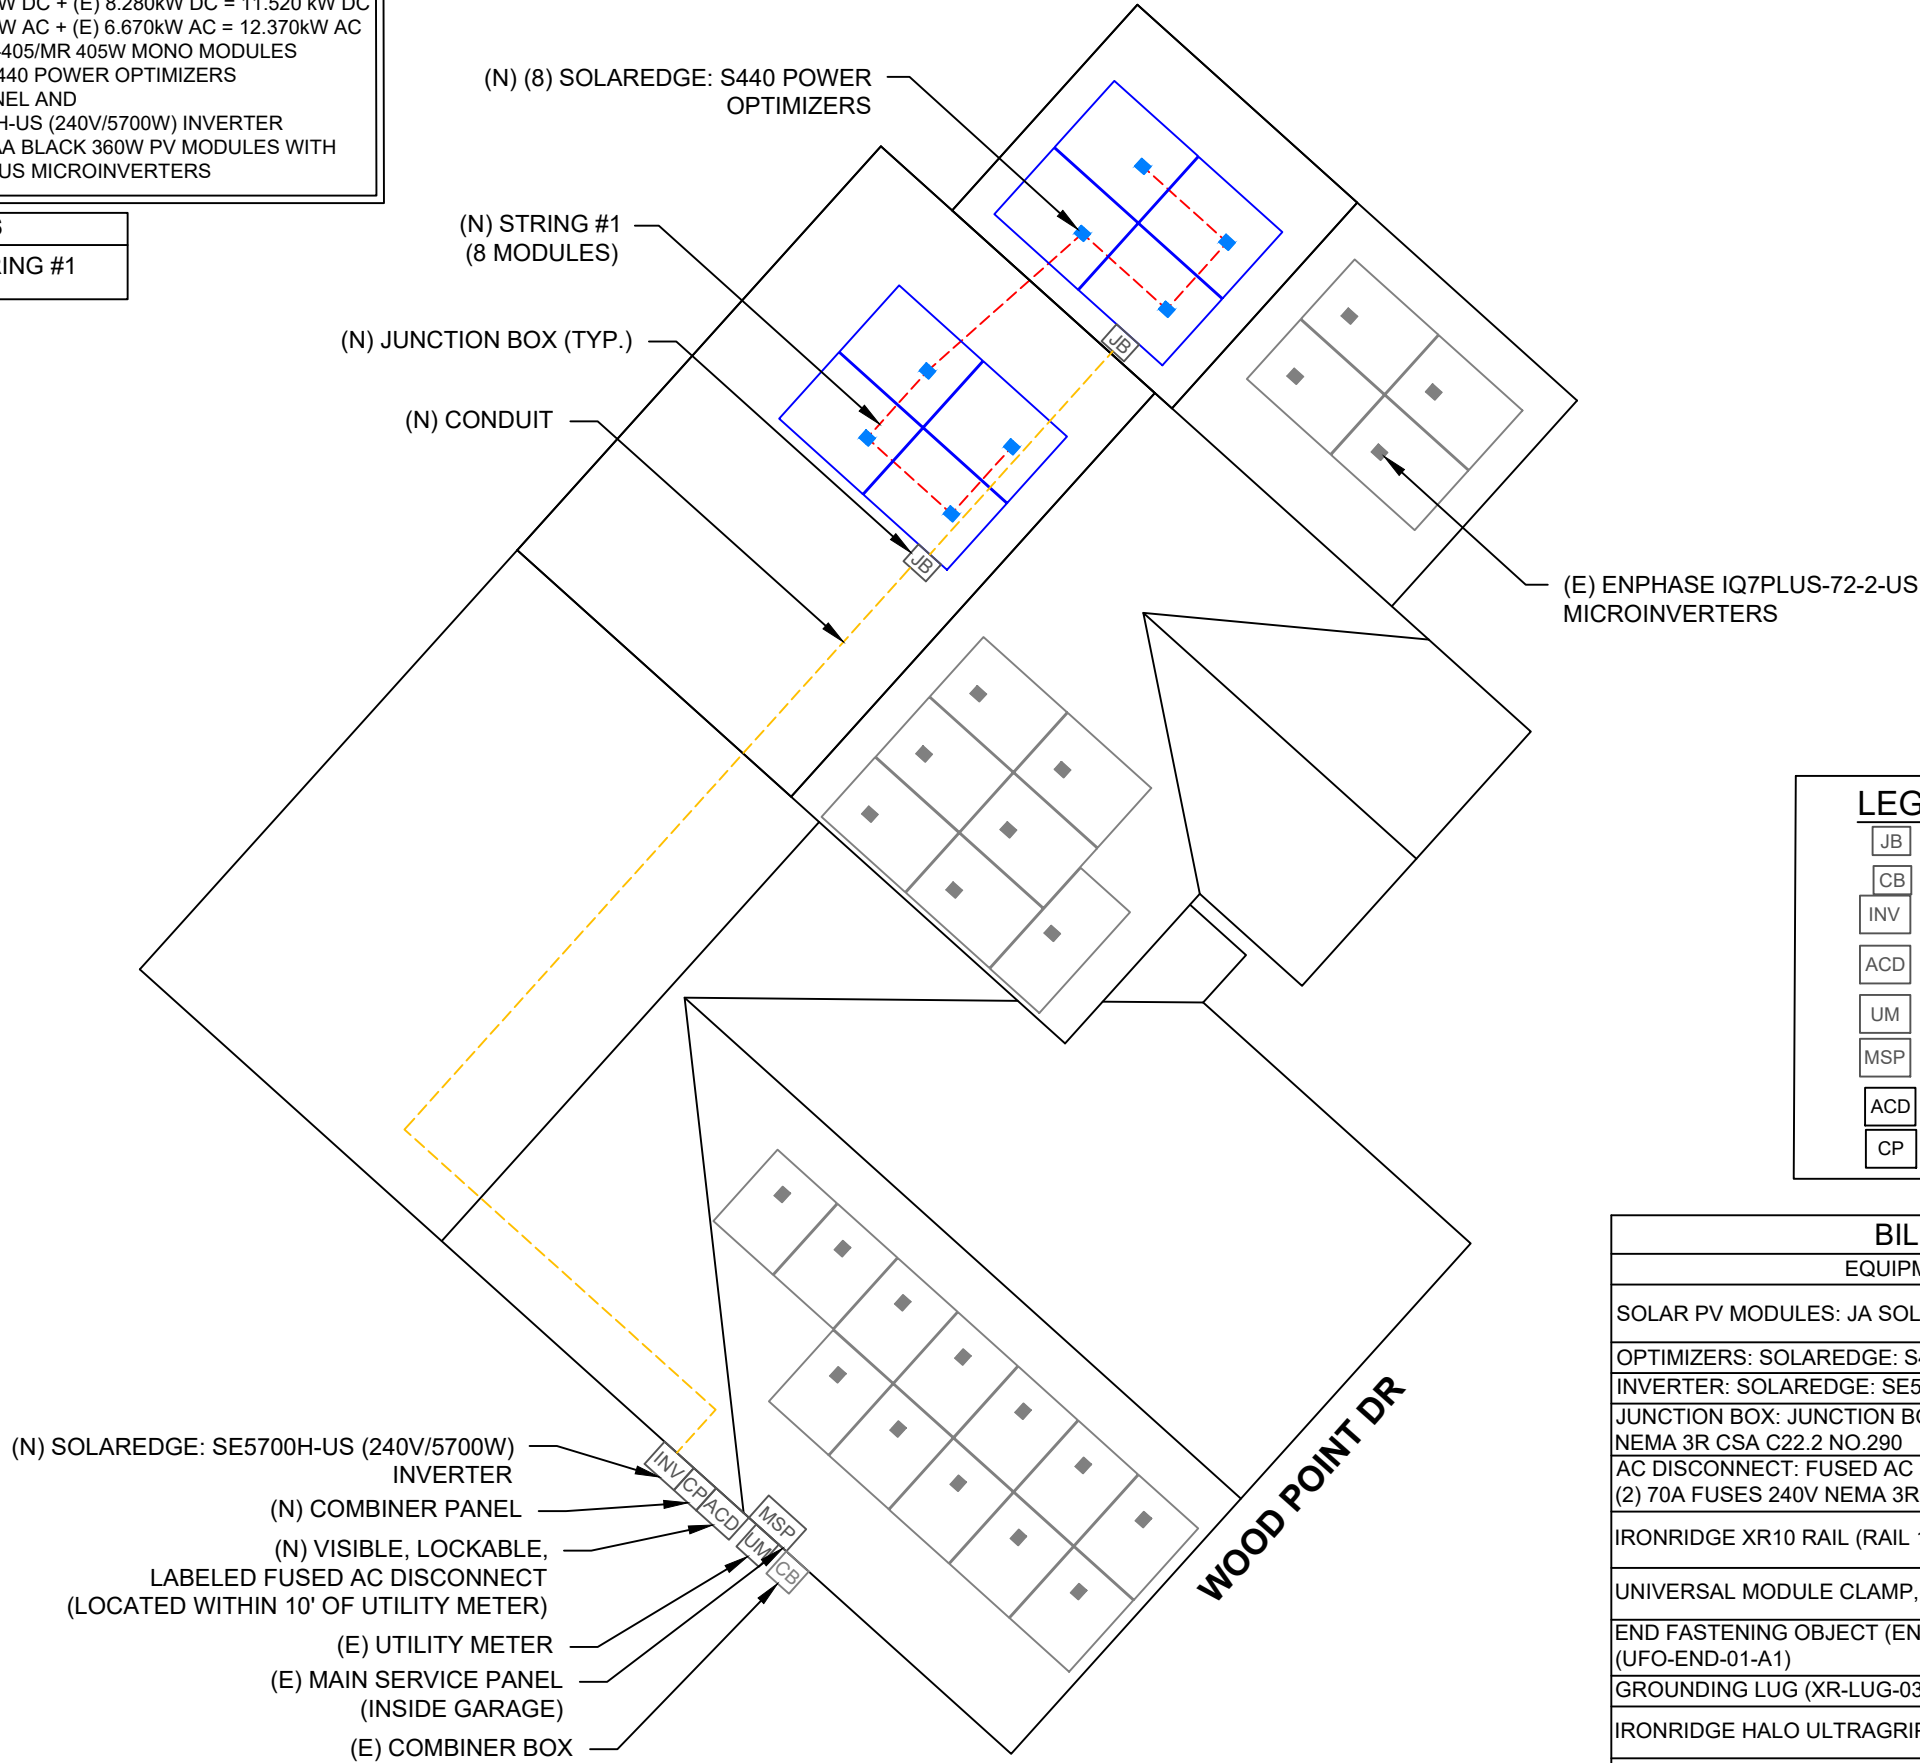 W DC + (E) 8.280kW DC = 11.520 kW DC
W AC + (E) 6.670kW AC = 12.370kW AC
-405/MR 405W MONO MODULES
440 POWER OPTIMIZERS
NEL AND
H-US (240V/5700W) INVERTER
AA BLACK 360W PV MODULES WITH
US MICROINVERTERS
S
RING #1
(N) (8) SOLAREDGE: S440 POWER
OPTIMIZERS
(N) STRING #1
(8 MODULES)
(N) JUNCTION BOX (TYP.)
(N) CONDUIT
JB
JB
(E) ENPHASE IQ7PLUS-72-2-US
MICROINVERTERS
LEG
JB
CB
INV
ACD
UM
MSP
ACD
CP
BIL
EQUIPM
SOLAR PV MODULES: JA SOL
OPTIMIZERS: SOLAREDGE: S4
INVERTER: SOLAREDGE: SE5
JUNCTION BOX: JUNCTION BO
NEMA 3R CSA C22.2 NO.290
AC DISCONNECT: FUSED AC
(2) 70A FUSES 240V NEMA 3R
IRONRIDGE XR10 RAIL (RAIL 1
UNIVERSAL MODULE CLAMP,
END FASTENING OBJECT (EN
(UFO-END-01-A1)
GROUNDING LUG (XR-LUG-03
IRONRIDGE HALO ULTRAGRIP
WOOD POINT DR
(N) SOLAREDGE: SE5700H-US (240V/5700W)
INVERTER
(N) COMBINER PANEL
(N) VISIBLE, LOCKABLE,
LABELED FUSED AC DISCONNECT
(LOCATED WITHIN 10' OF UTILITY METER)
(E) UTILITY METER
(E) MAIN SERVICE PANEL
(INSIDE GARAGE)
(E) COMBINER BOX
INV
CP
ACD
MSP
UM
CB